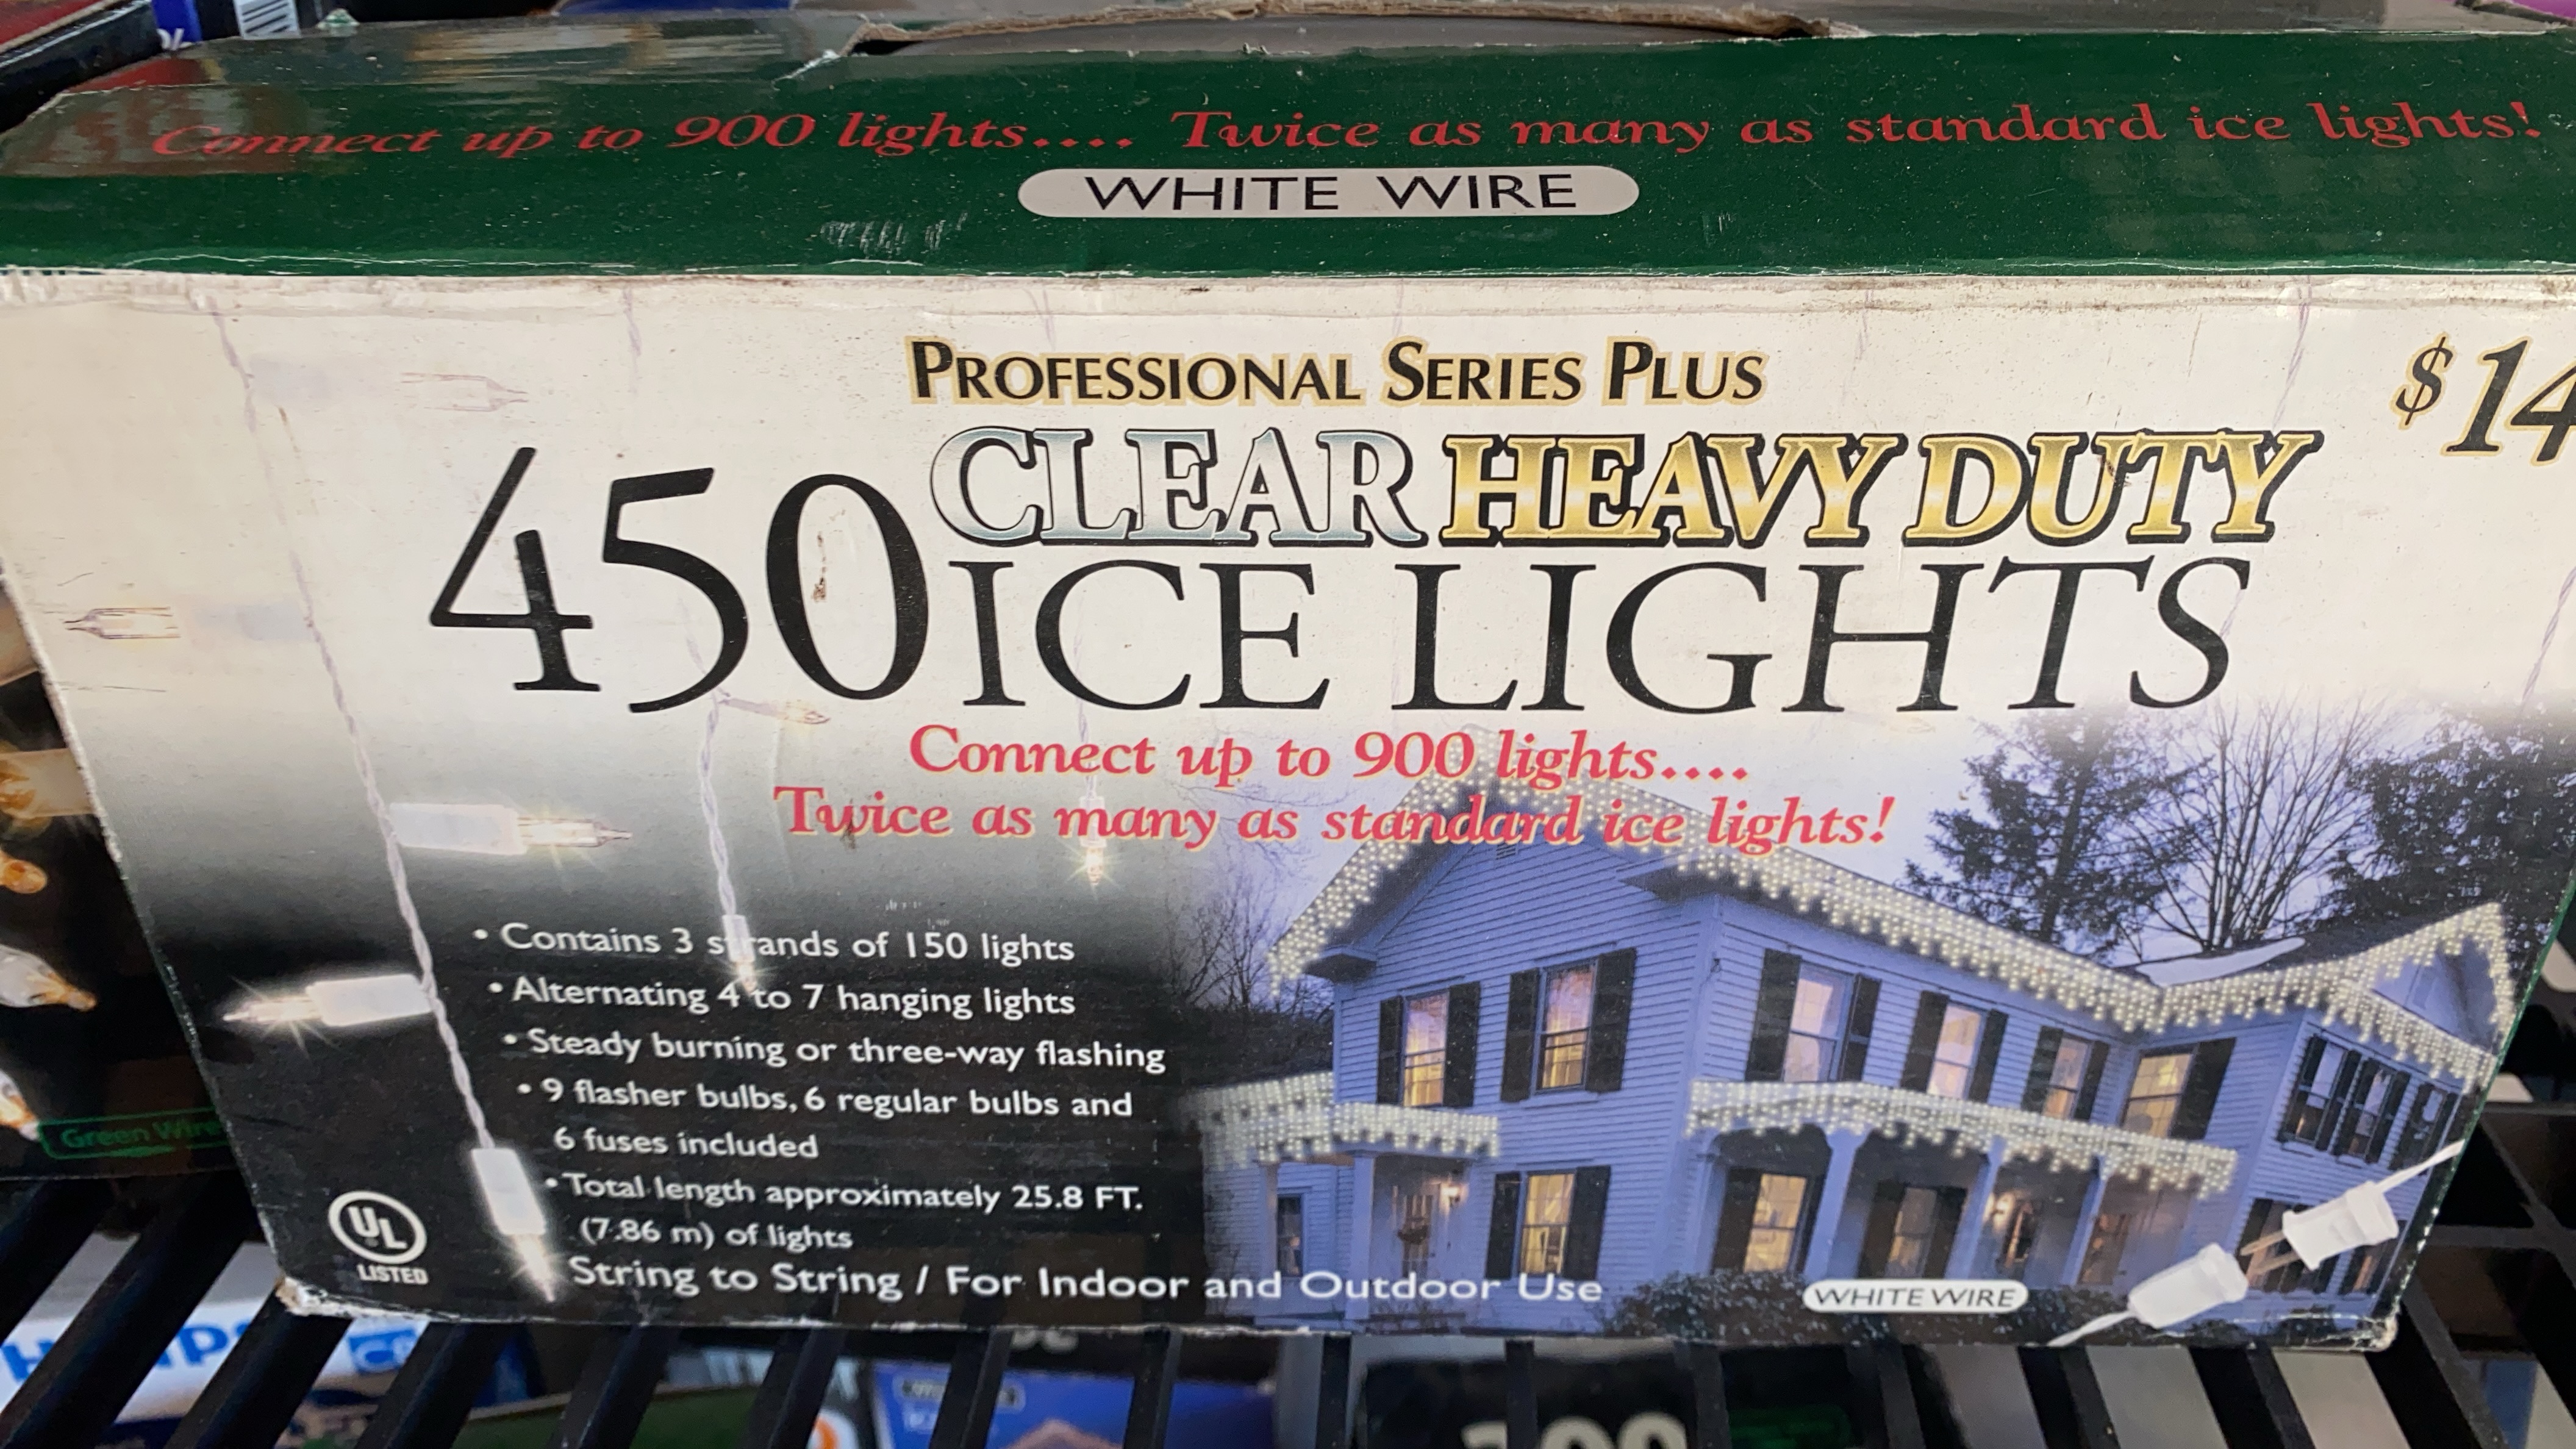 Connect up to 900 lights.... Twice as many as standard ice lights!
WHITE WIRE
PROFESSIONAL SERIES PLUS
$14
CLEAR HEAVY DUTY
450 ICE LIGHTS
Connect up to 900 lights....
Twice as many as standard ice lights!
• Contains 3 strands of 150 lights
• Alternating 4 to 7 hanging lights
• Steady burning or three-way flashing
• 9 flasher bulbs, 6 regular bulbs and
6 fuses included
• Total length approximately 25.8 FT.
(7.86 m) of lights
String to String / For Indoor and Outdoor Use
UL
LISTED
WHITE WIRE
Green Wire
100